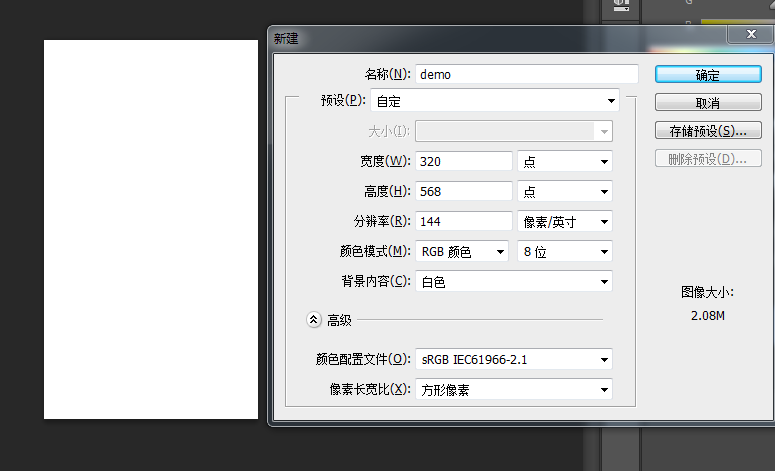 G
新建
名称(N): demo
确定
预设(P): 自定
取消
大小(I):
存储预设(S)...
宽度(W): 320 点
删除预设(D)...
高度(H): 568 点
分辨率(R): 144 像素/英寸
颜色模式(M): RGB 颜色 8 位
背景内容(C): 白色
图像大小:
2.08M
高级
颜色配置文件(O): sRGB IEC61966-2.1
像素长宽比(X): 方形像素